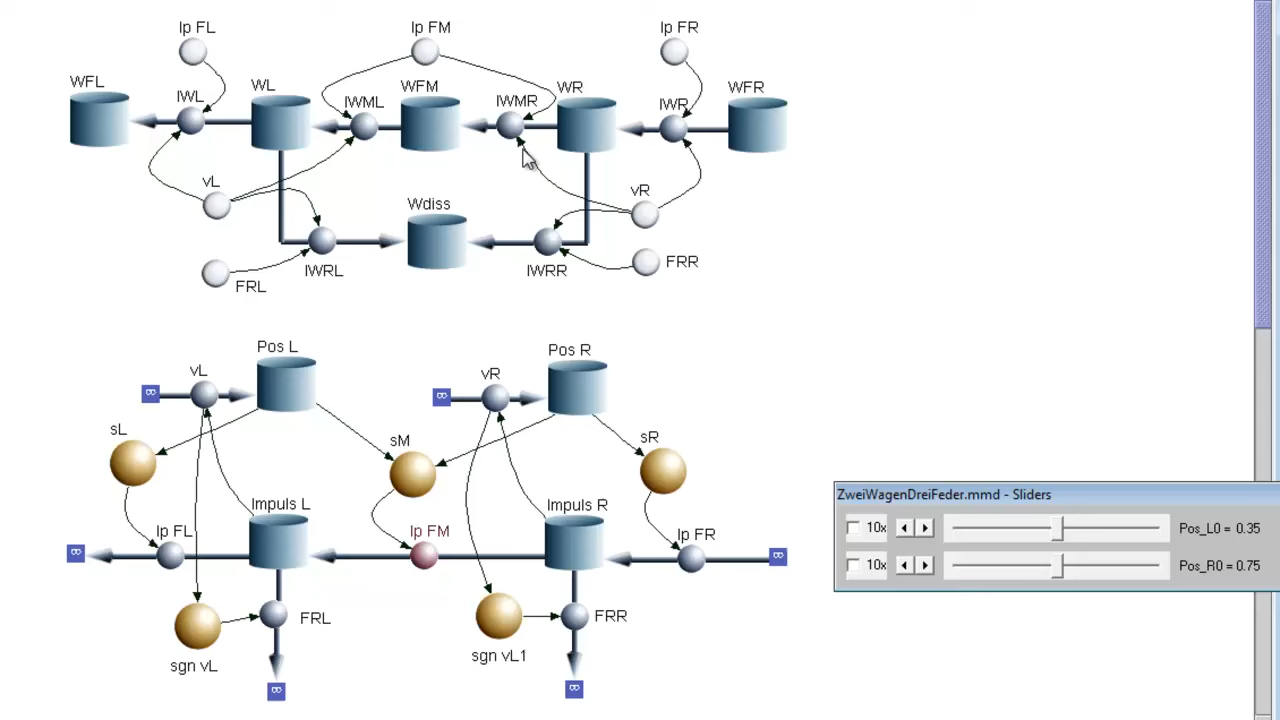 Ip FL
Ip FM
Ip FR
WFL
WL
WFM
WR
WFR
IWL
IWML
IWMR
IWR
vL
vR
Wdiss
IWRL
IWRR
FRR
FRL
Pos L
Pos R
vL
vR
sL
sM
sR
Impuls L
Impuls R
Ip FL
Ip FM
Ip FR
FRL
FRR
sgn vL
sgn vL1
ZweiWagenDreiFeder.mmd - Sliders
10x
Pos_L0 = 0.35
10x
Pos_R0 = 0.75